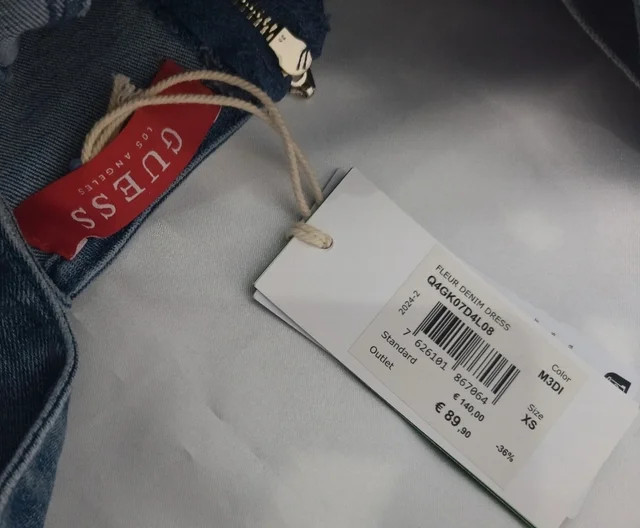 GUESS
LOS ANGELES
FLEUR DENIM DRESS
Q4GK07D4L08
2024-2
7 626101 867064
Standard
Outlet
Color
M3DI
Size
XS
€ 140,00
€ 89,90
-36%